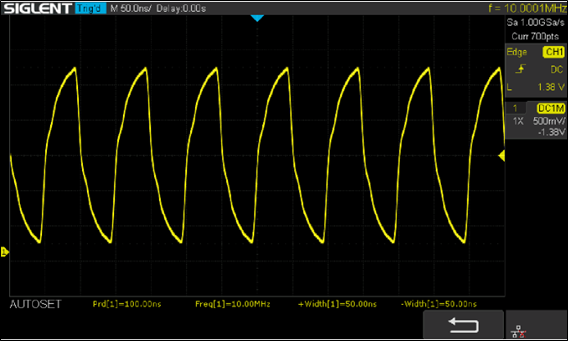 SIGLENT Trig'd M 50.0ns/ Delay:0.00s f = 10.0001MHz
Sa 1.00GSa/s
Curr 700pts
Edge CH1
DC
L 1.38 V
1 DC1M
1X 500mV/
-1.38V
1
AUTOSET Prd[1]=100.00ns Freq[1]=10.00MHz +Width[1]=50.00ns -Width[1]=50.00ns